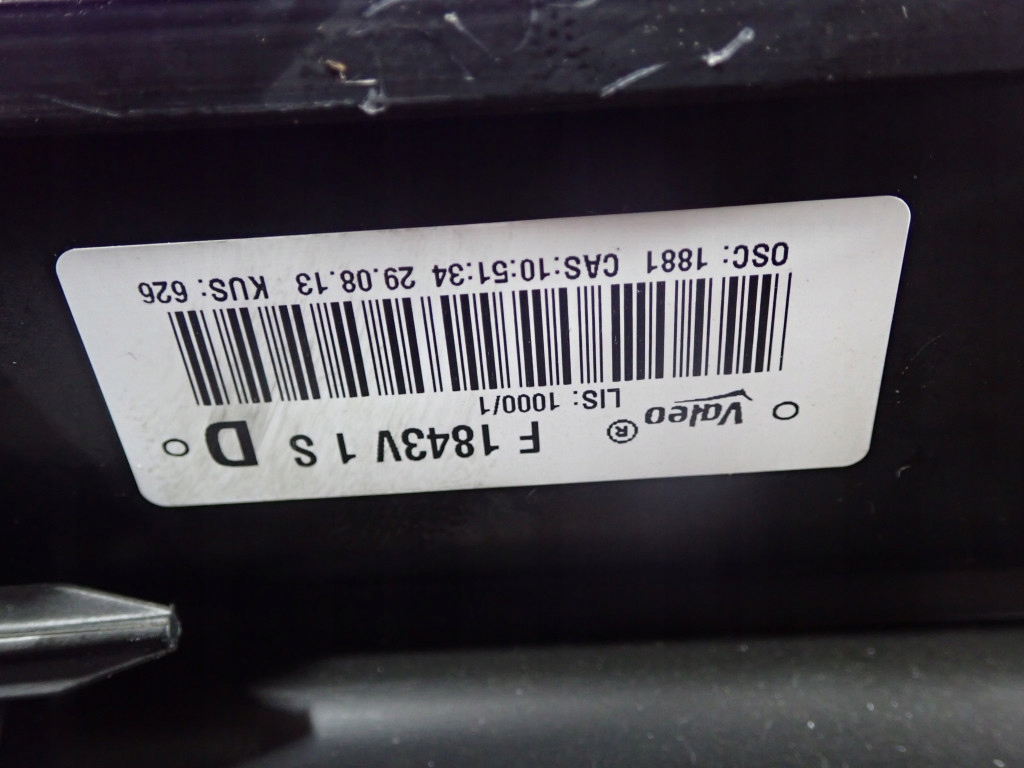 Valeo ® F 1843V 1 S D
LIS: 1000/1
OSC: 1881 CAS:10:51:34 29.08.13 KUS: 626